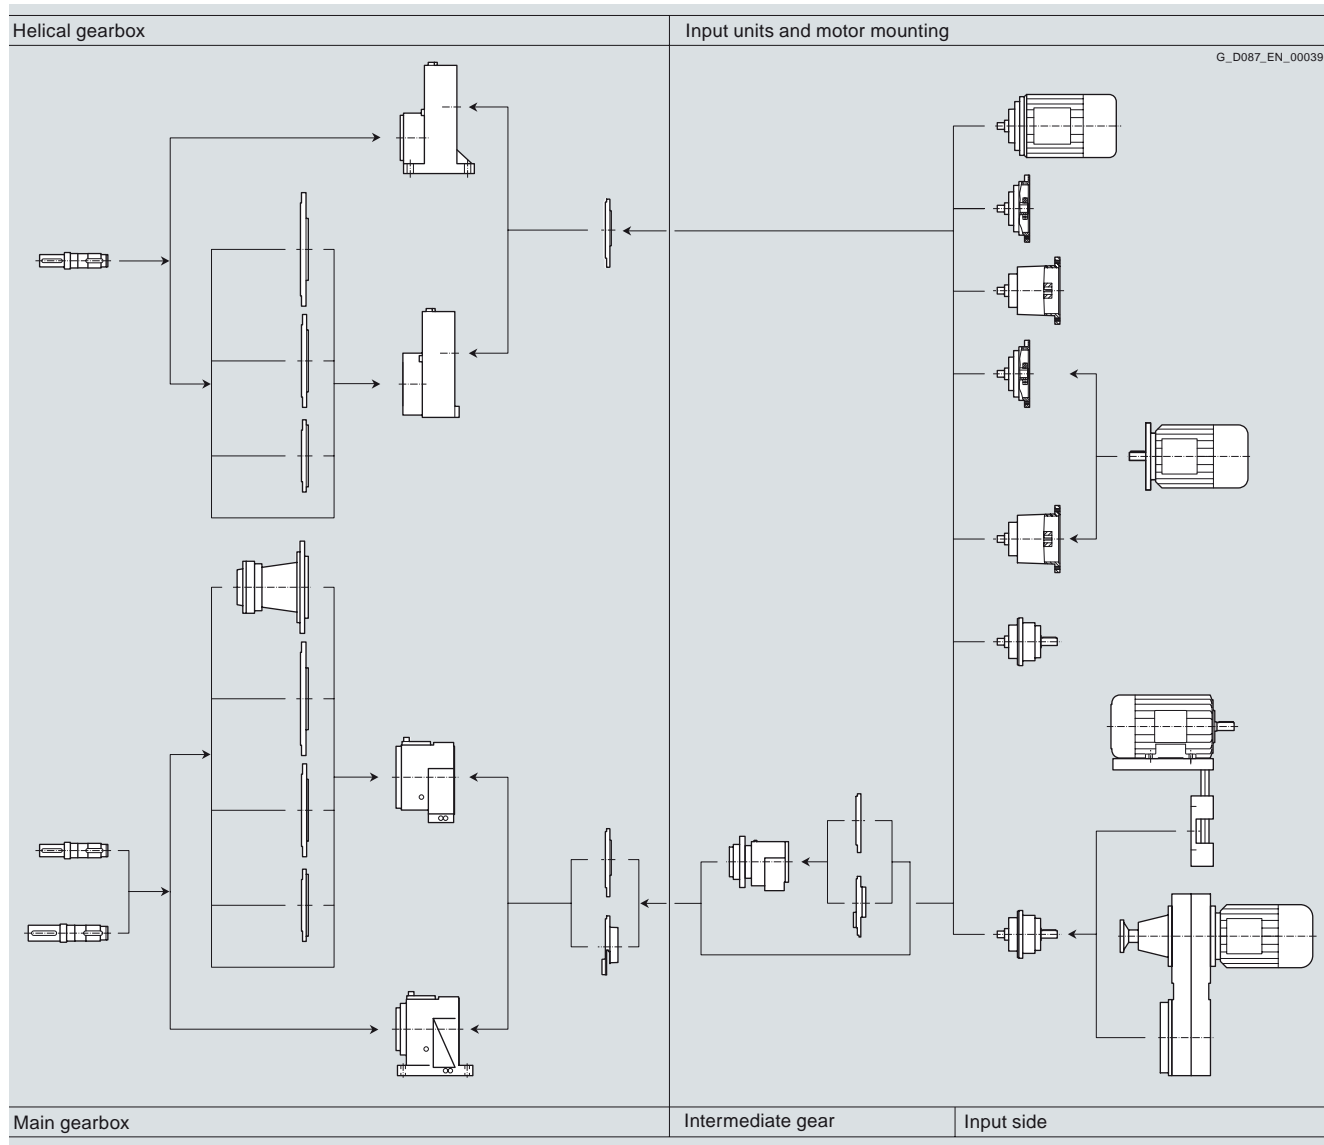 Helical gearbox
Input units and motor mounting
G_D087_EN_00039
Main gearbox
Intermediate gear
Input side